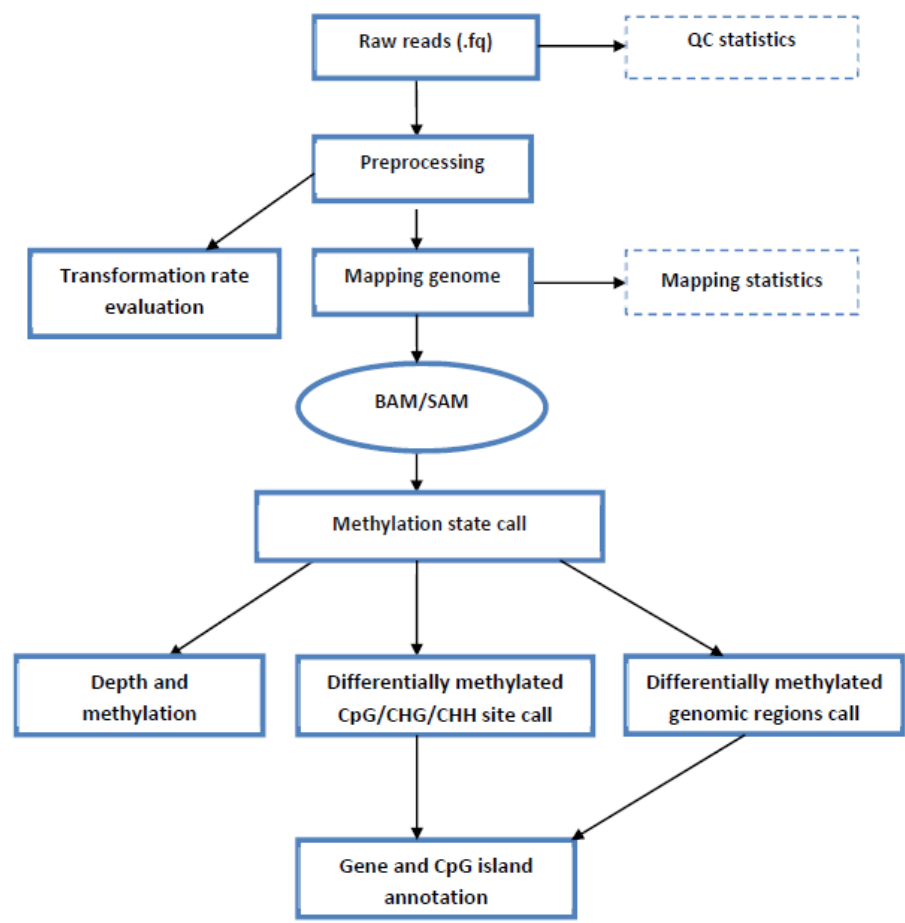 Raw reads (.fq)
QC statistics
Preprocessing
Transformation rate
evaluation
Mapping genome
Mapping statistics
BAM/SAM
Methylation state call
Depth and
methylation
Differentially methylated
CpG/CHG/CHH site call
Differentially methylated
genomic regions call
Gene and CpG island
annotation